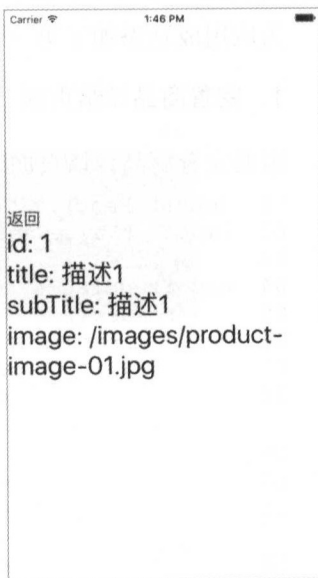 Carrier 1:46 PM
返回
id: 1
title: 描述1
subTitle: 描述1
image: /images/product-
image-01.jpg